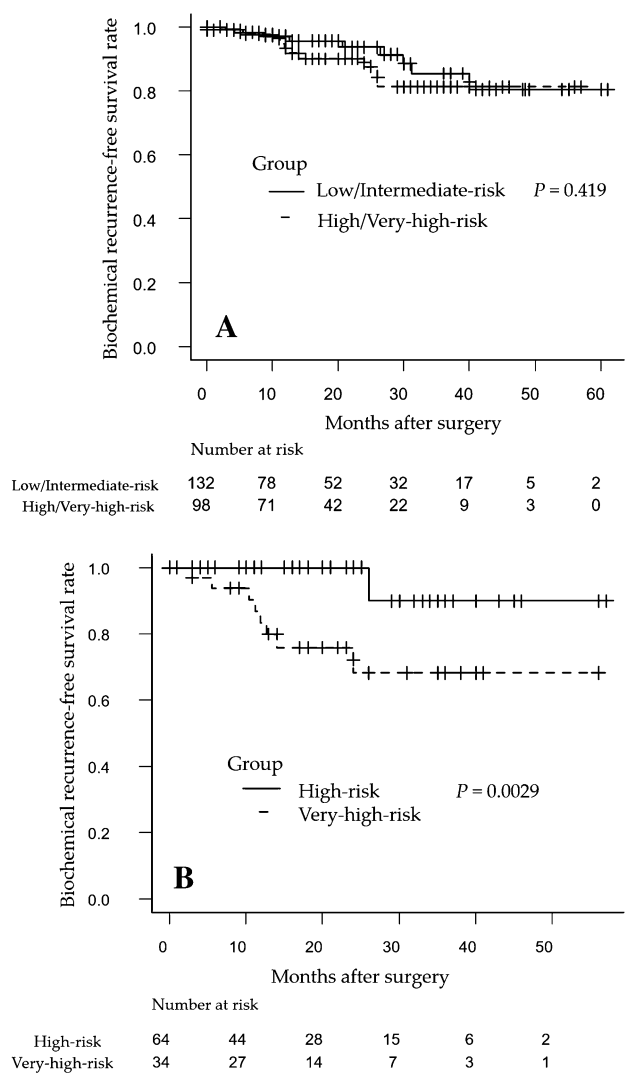 Biochemical recurrence-free survival rate
1.0
0.8
0.6
0.4
0.2
0.0
Group
Low/Intermediate-risk P = 0.419
High/Very-high-risk
A
0 10 20 30 40 50 60
Months after surgery
Number at risk
Low/Intermediate-risk 132 78 52 32 17 5 2
High/Very-high-risk 98 71 42 22 9 3 0
Biochemical recurrence-free survival rate
1.0
0.8
0.6
0.4
0.2
0.0
Group
High-risk P = 0.0029
Very-high-risk
B
0 10 20 30 40 50
Months after surgery
Number at risk
High-risk 64 44 28 15 6 2
Very-high-risk 34 27 14 7 3 1